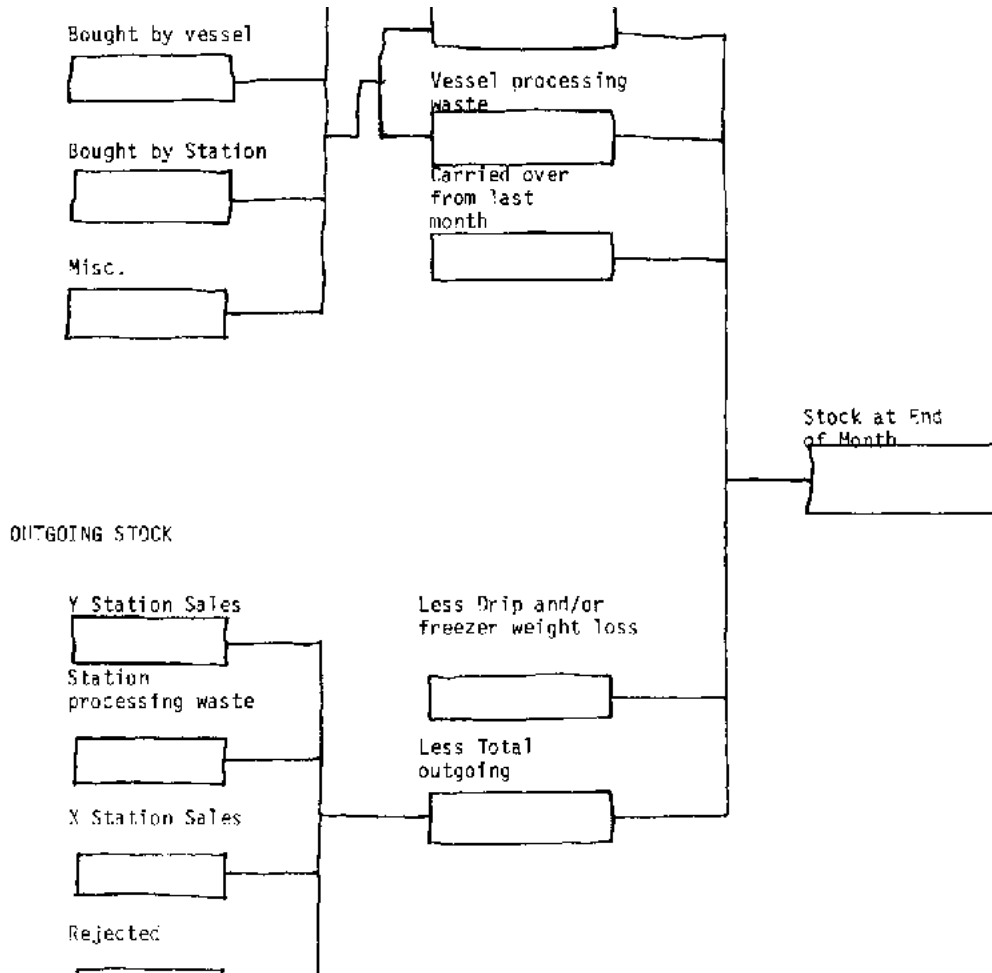 Bought by vessel
Vessel processing
waste
Bought by Station
Carried over
from last
month
Misc.
Stock at End
of Month
OUTGOING STOCK
Y Station Sales
Less Drip and/or
freezer weight loss
Station
processing waste
Less Total
outgoing
X Station Sales
Rejected